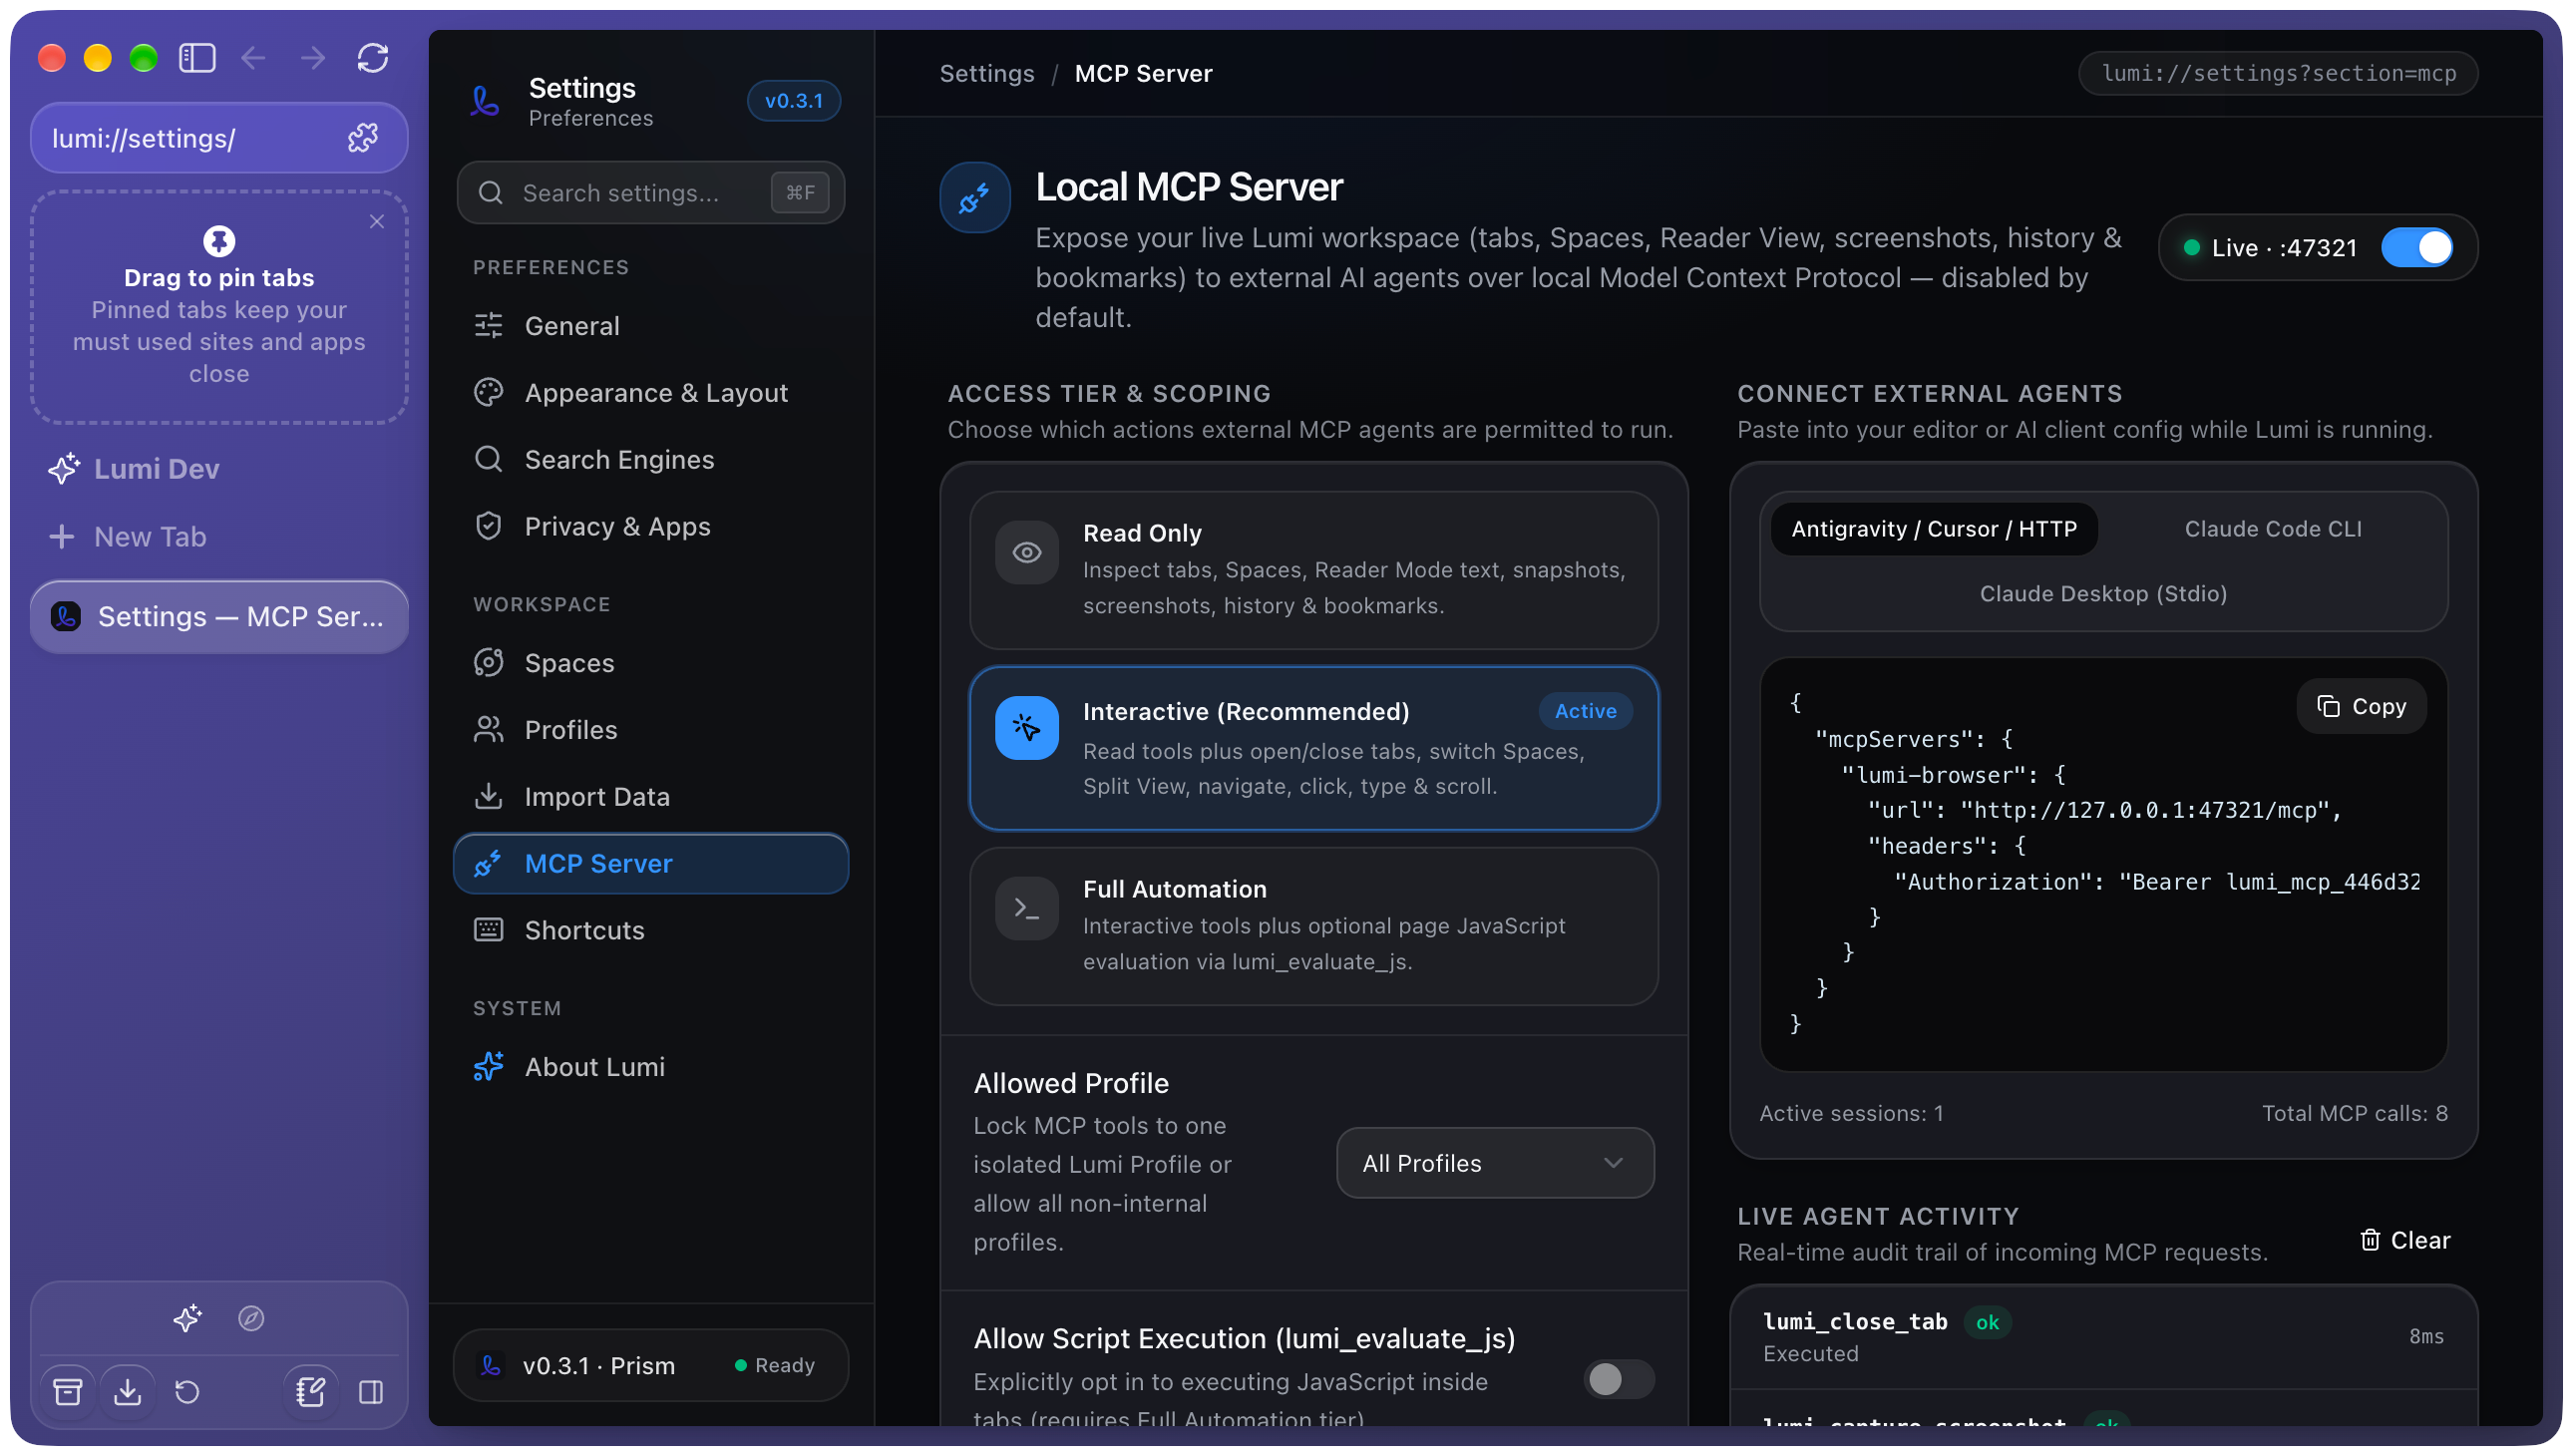 lumi://settings/
Drag to pin tabs
Pinned tabs keep your
must used sites and apps
close
Lumi Dev
New Tab
Settings — MCP Ser...
Settings
Preferences
v0.3.1
Search settings...
⌘F
PREFERENCES
General
Appearance & Layout
Search Engines
Privacy & Apps
WORKSPACE
Spaces
Profiles
Import Data
MCP Server
Shortcuts
SYSTEM
About Lumi
v0.3.1 · Prism
Ready
Settings / MCP Server
lumi://settings?section=mcp
Local MCP Server
Expose your live Lumi workspace (tabs, Spaces, Reader View, screenshots, history &
bookmarks) to external AI agents over local Model Context Protocol — disabled by
default.
Live · :47321
ACCESS TIER & SCOPING
Choose which actions external MCP agents are permitted to run.
Read Only
Inspect tabs, Spaces, Reader Mode text, snapshots,
screenshots, history & bookmarks.
Interactive (Recommended)
Active
Read tools plus open/close tabs, switch Spaces,
Split View, navigate, click, type & scroll.
Full Automation
Interactive tools plus optional page JavaScript
evaluation via lumi_evaluate_js.
Allowed Profile
Lock MCP tools to one
isolated Lumi Profile or
allow all non-internal
profiles.
All Profiles
Allow Script Execution (lumi_evaluate_js)
Explicitly opt in to executing JavaScript inside
tabs (requires Full Automation tier)
CONNECT EXTERNAL AGENTS
Paste into your editor or AI client config while Lumi is running.
Antigravity / Cursor / HTTP
Claude Code CLI
Claude Desktop (Stdio)
Copy
{
"mcpServers": {
"lumi-browser": {
"url": "http://127.0.0.1:47321/mcp",
"headers": {
"Authorization": "Bearer lumi_mcp_446d32
}
}
}
}
Active sessions: 1
Total MCP calls: 8
LIVE AGENT ACTIVITY
Real-time audit trail of incoming MCP requests.
Clear
lumi_close_tab
ok
Executed
8ms
lumi_capture_screenshot
ok